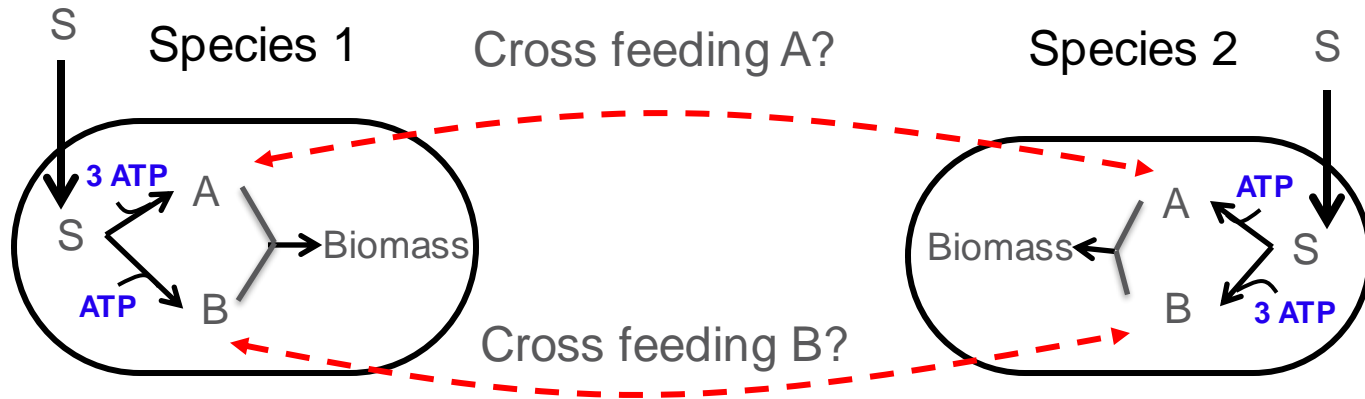 S
Species 1
Cross feeding A?
Species 2
S
3 ATP
A
S
Biomass
ATP
B
A
ATP
Biomass
S
B
3 ATP
Cross feeding B?